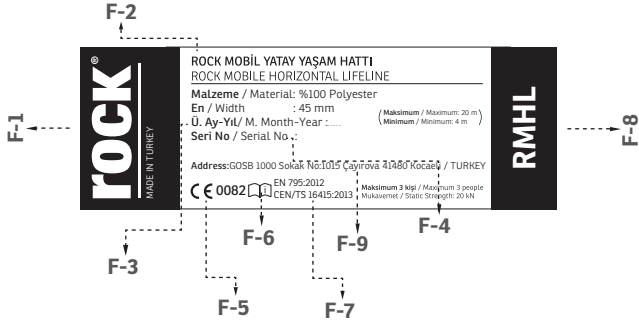 F-2
ROCK MOBİL YATAY YAŞAM HATTI
ROCK MOBILE HORIZONTAL LIFELINE
Malzeme / Material: %100 Polyester
En / Width : 45 mm
Ü. Ay-Yıl/ M. Month-Year :......
Seri No / Serial No. :
(Maksimum / Maximum: 20 m)
(Minimum / Minimum: 4 m)
Address:GOSB 1000 Sokak No:1015 Çayırova 41480 Kocaeli / TURKEY
CE 0082 i EN 795:2012
CEN/TS 16415:2013
Maksimum 3 kişi / Maximum 3 people
Mukavemet / Static Strength: 20 kN
rock®
MADE IN TURKEY
RMHL
F-1
F-8
F-6
F-9
F-4
F-3
F-5
F-7